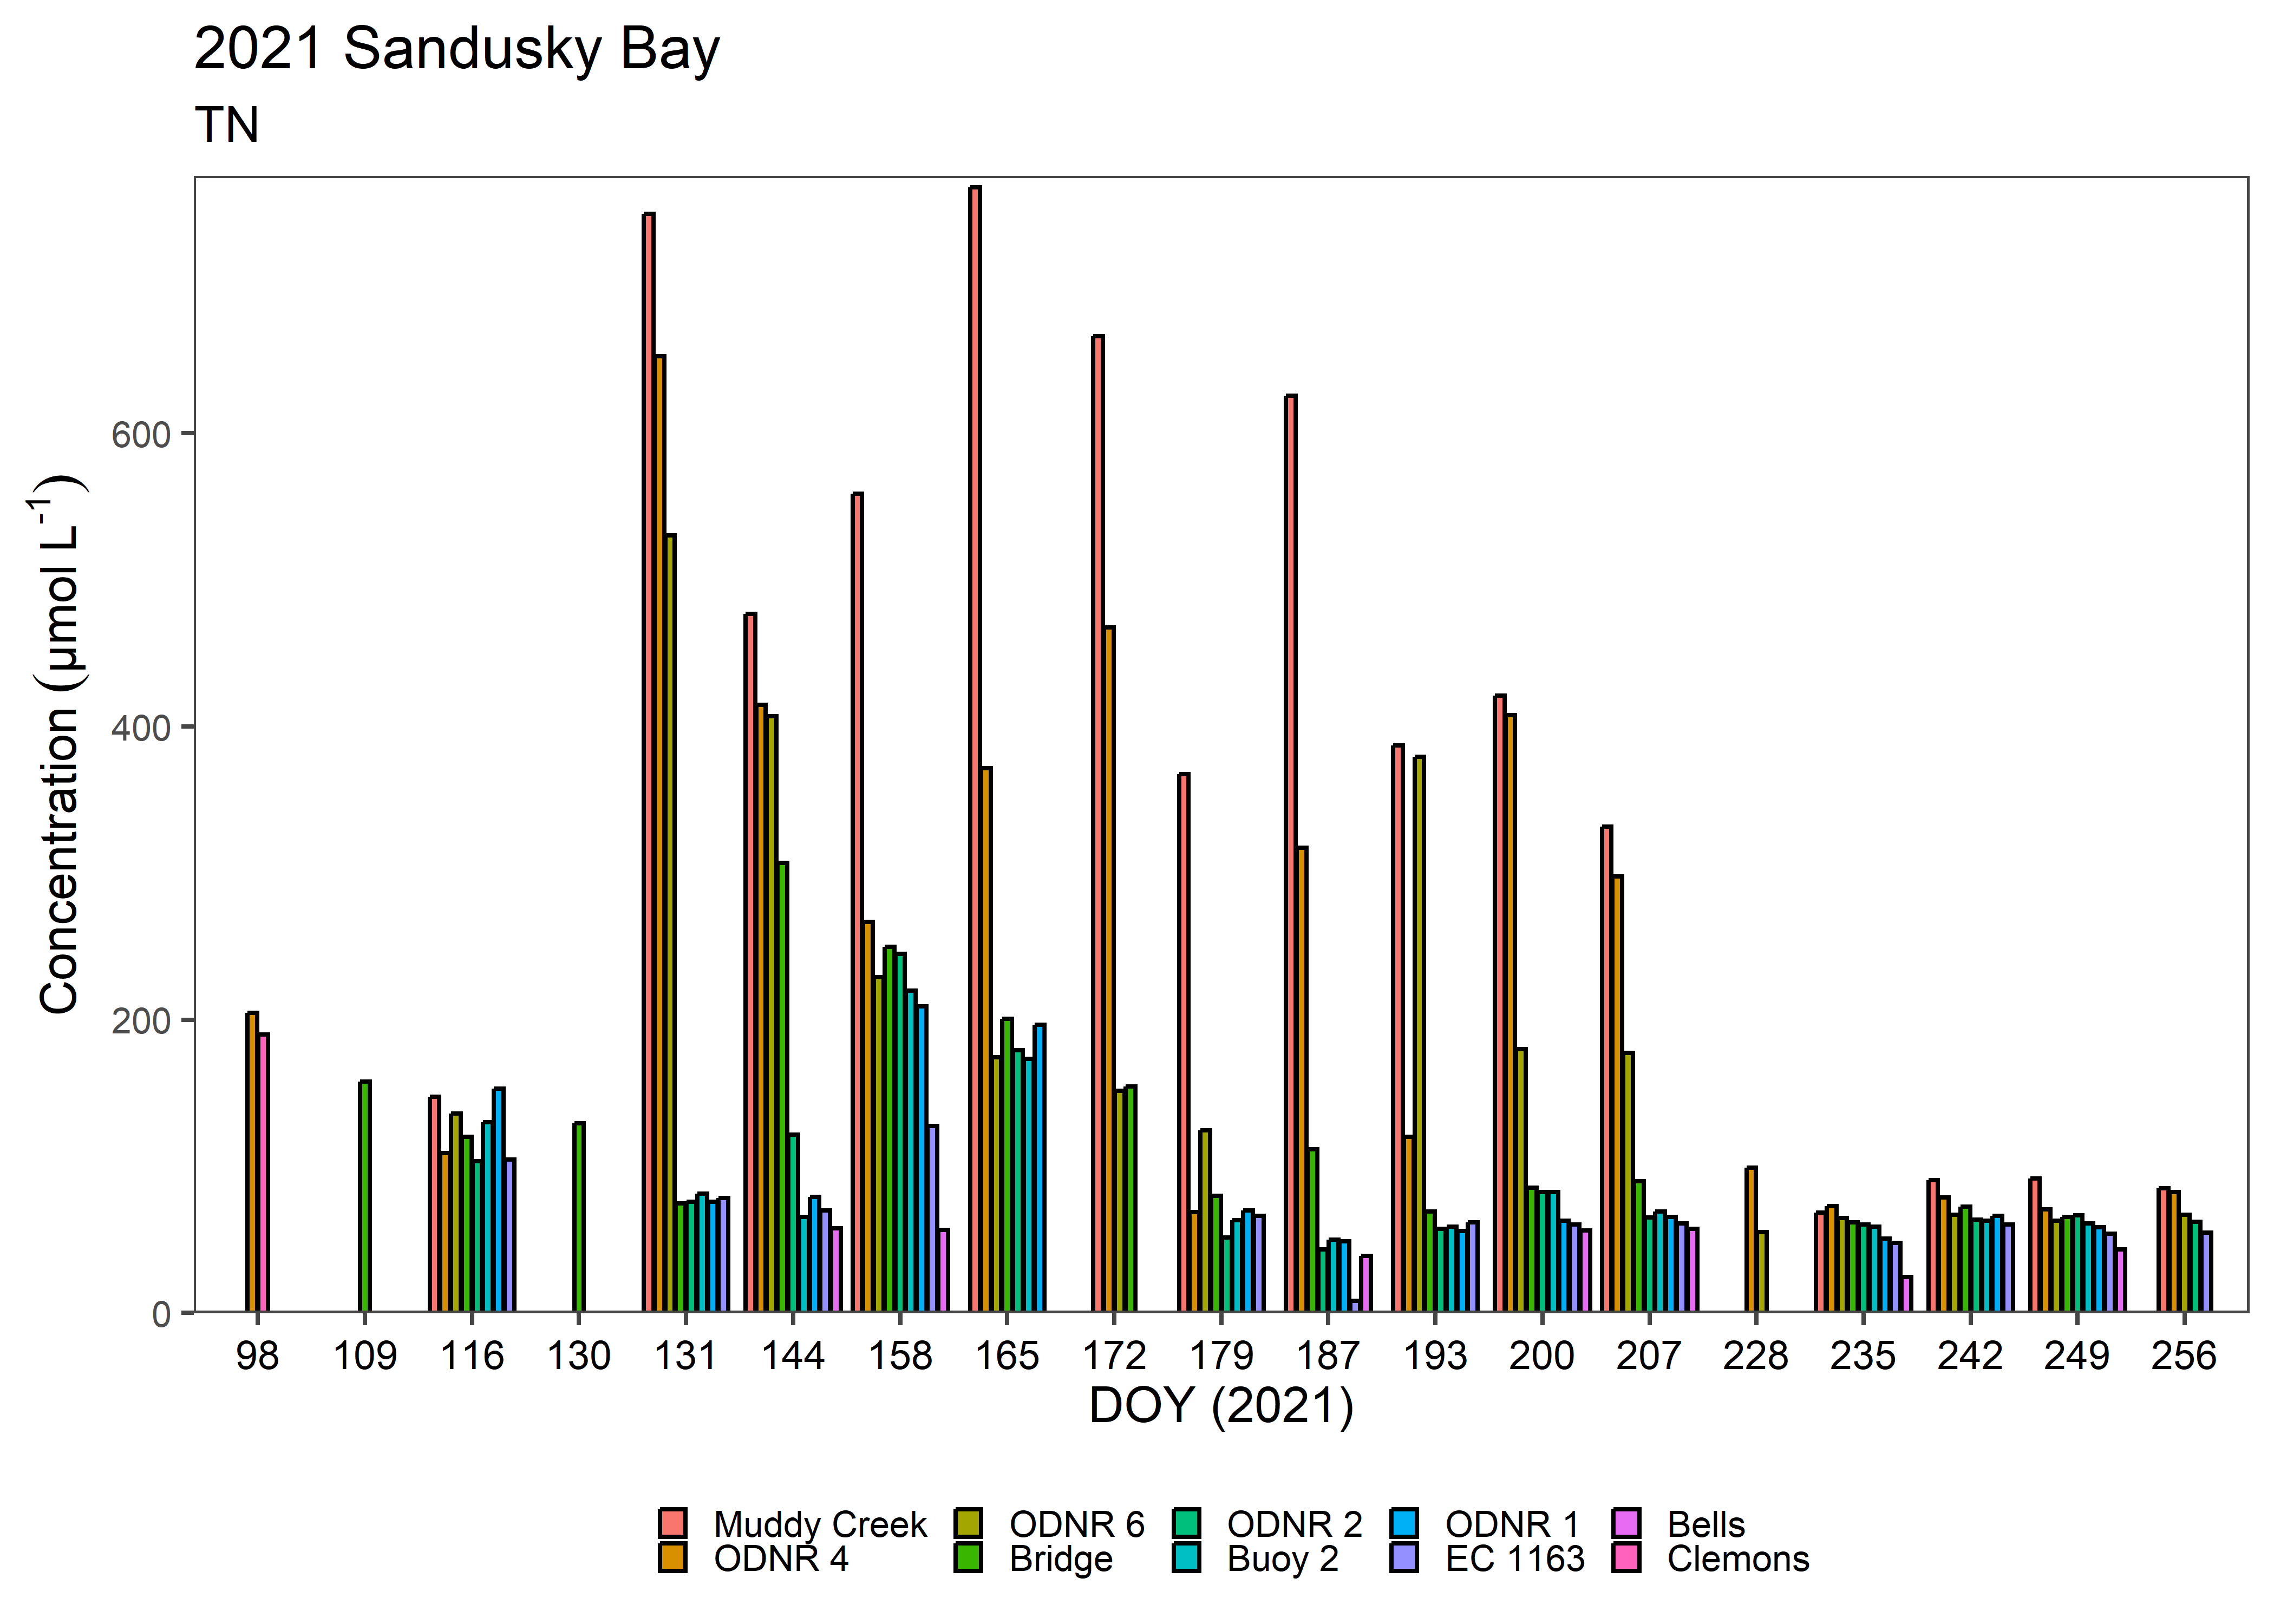 2021 Sandusky Bay
TN
Concentration (µmol L-1)
600
400
200
0
98 109 116 130 131 144 158 165 172 179 187 193 200 207 228 235 242 249 256
DOY (2021)
Muddy Creek ODNR 6 ODNR 2 ODNR 1 Bells
ODNR 4 Bridge Buoy 2 EC 1163 Clemons